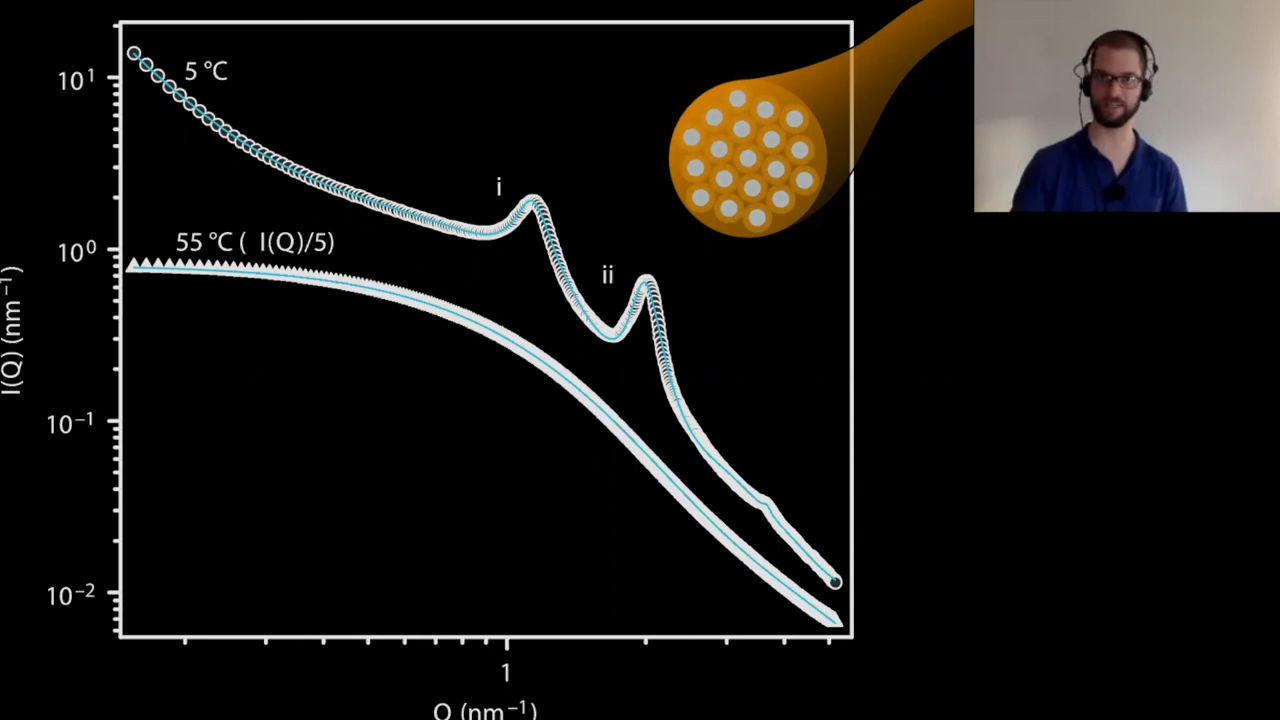 10¹
5 °C
i
55 °C ( I(Q)/5)
10⁰
ii
I(Q) (nm⁻¹)
10⁻¹
10⁻²
1
Q (nm⁻¹)